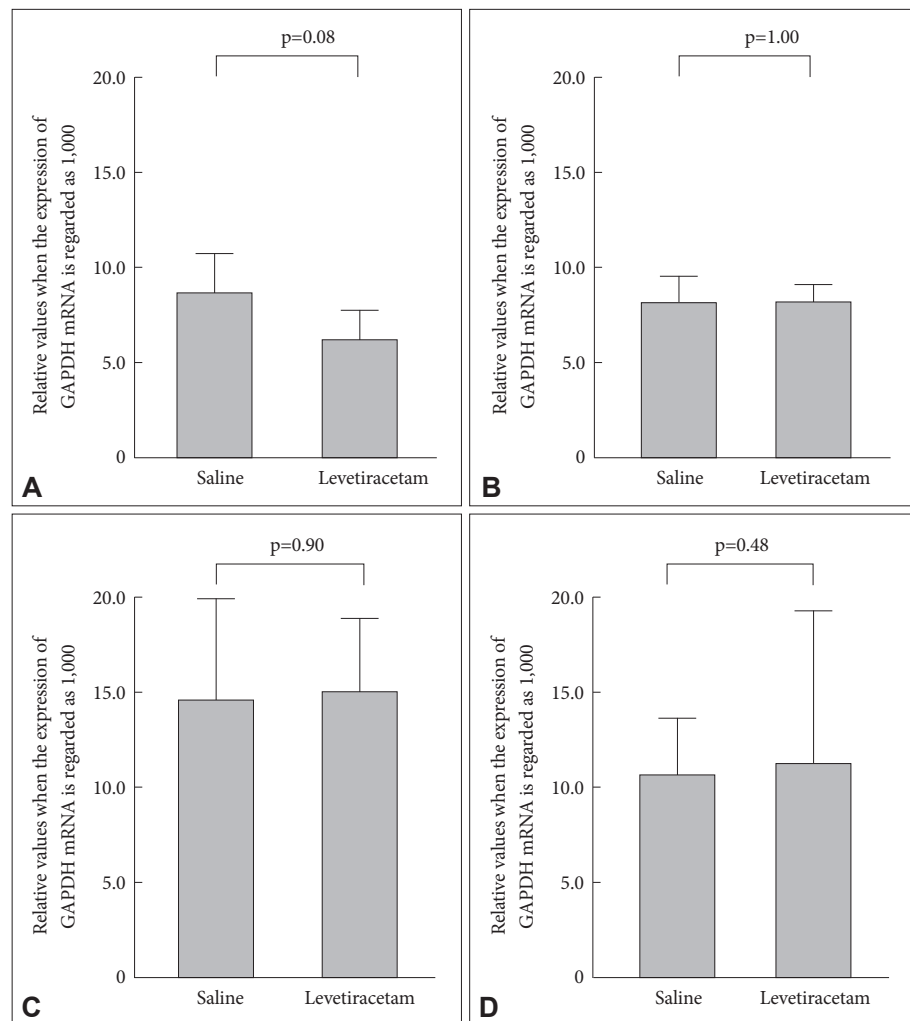 p=0.08
20.0
15.0
10.0
5.0
0
Relative values when the expression of
GAPDH mRNA is regarded as 1,000
Saline Levetiracetam
A
p=1.00
20.0
15.0
10.0
5.0
0
Relative values when the expression of
GAPDH mRNA is regarded as 1,000
Saline Levetiracetam
B
p=0.90
20.0
15.0
10.0
5.0
0
Relative values when the expression of
GAPDH mRNA is regarded as 1,000
Saline Levetiracetam
C
p=0.48
20.0
15.0
10.0
5.0
0
Relative values when the expression of
GAPDH mRNA is regarded as 1,000
Saline Levetiracetam
D